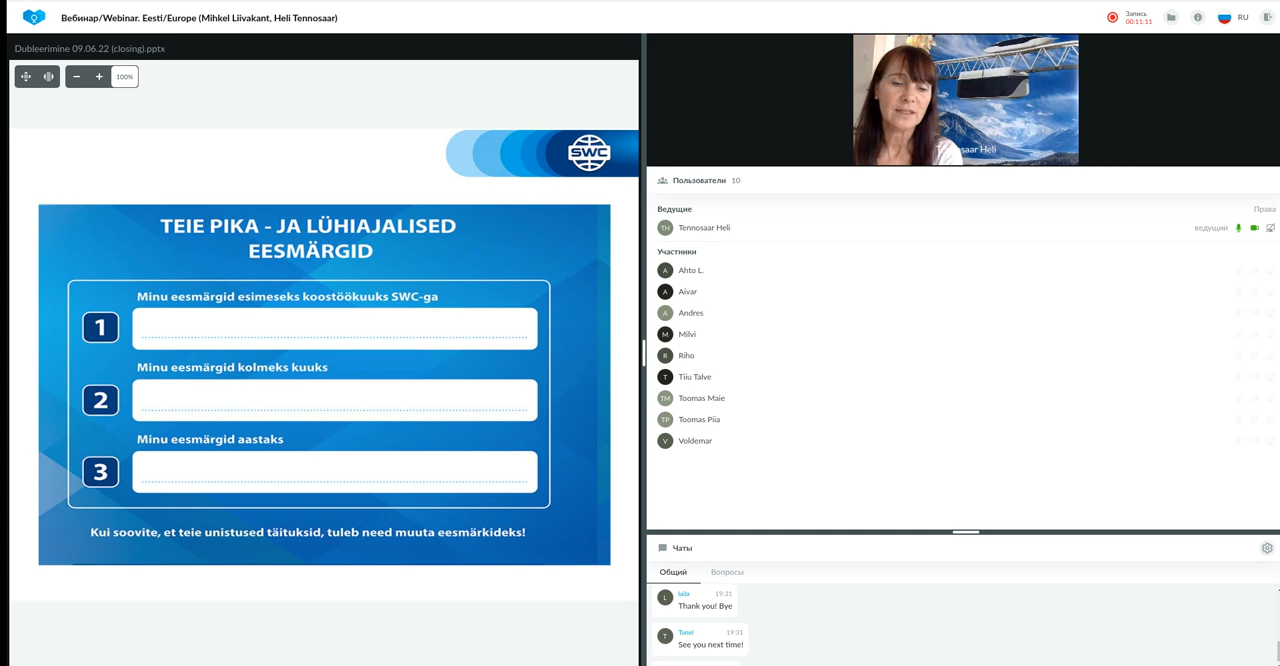 Вебинар/Webinar. Eesti/Europe (Mihkel Liivakant, Heli Tennosaar)
Запись
00:11:11
RU
Dubleerimine 09.06.22 (closing).pptx
100%
SWC
TEIE PIKA - JA LÜHIAJALISED
EESMÄRGID
Minu eesmärgid esimeseks koostöökuuks SWC-ga
1
Minu eesmärgid kolmeks kuuks
2
Minu eesmärgid aastaks
3
Kui soovite, et teie unistused täituksid, tuleb need muuta eesmärkideks!
Tennosaar Heli
Пользователи 10
Ведущие Права
TH Tennosaar Heli ведущий
Участники
A Ahto L.
A Aivar
A Andres
M Milvi
R Riho
T Tiiu Talve
TM Toomas Maie
TP Toomas Piia
V Voldemar
Чаты
Общий Вопросы
L laila 19:31
Thank you! Bye
T Tanel 19:31
See you next time!